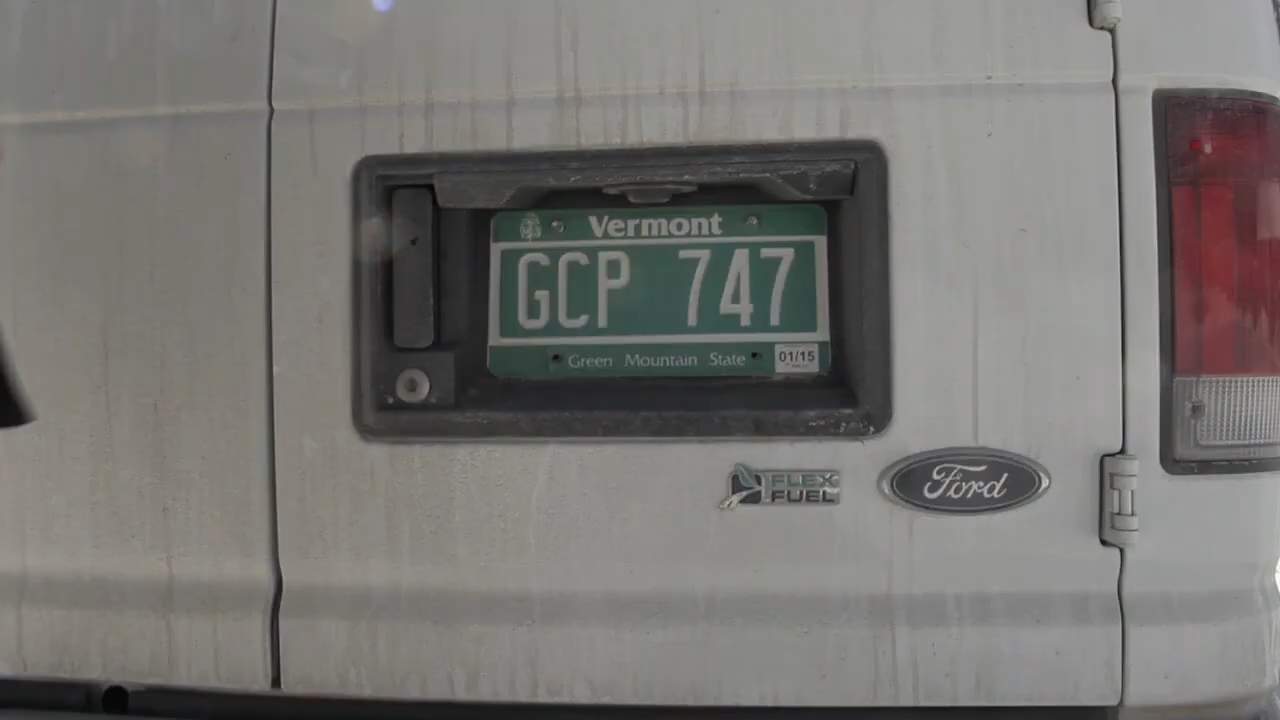 Vermont
GCP 747
Green Mountain State
01/15
FLEX
FUEL
Ford